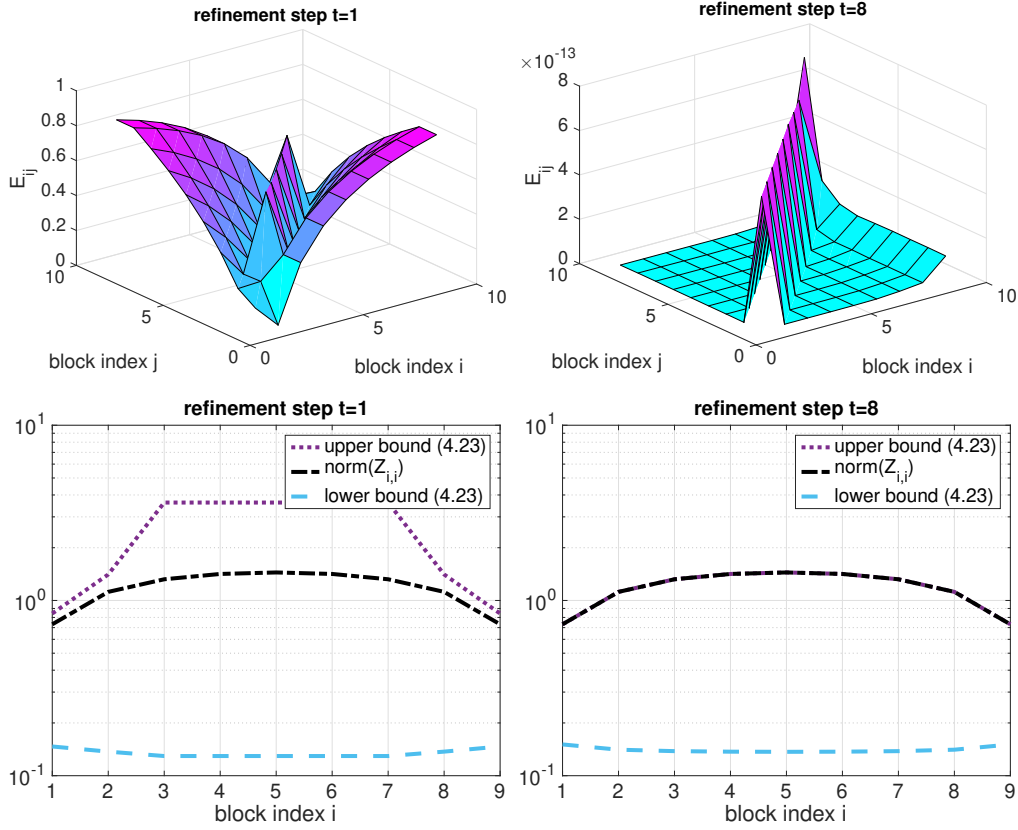 refinement step t=1
1
0.8
0.6
0.4
0.2
0
E_ij
10
5
0
block index j
0
5
10
block index i
refinement step t=8
×10^-13
8
6
4
2
0
E_ij
10
5
0
block index j
0
5
10
block index i
refinement step t=1
10^1
10^0
10^-1
upper bound (4.23)
norm(Z_i,i)
lower bound (4.23)
1 2 3 4 5 6 7 8 9
block index i
refinement step t=8
10^1
10^0
10^-1
upper bound (4.23)
norm(Z_i,i)
lower bound (4.23)
1 2 3 4 5 6 7 8 9
block index i